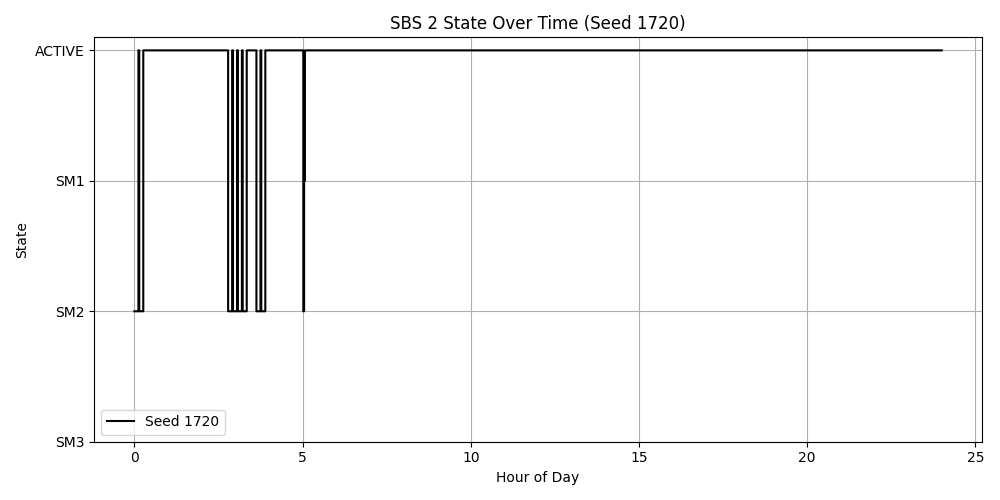 SBS 2 State Over Time (Seed 1720)
ACTIVE
SM1
SM2
SM3
State
Seed 1720
0 5 10 15 20 25
Hour of Day